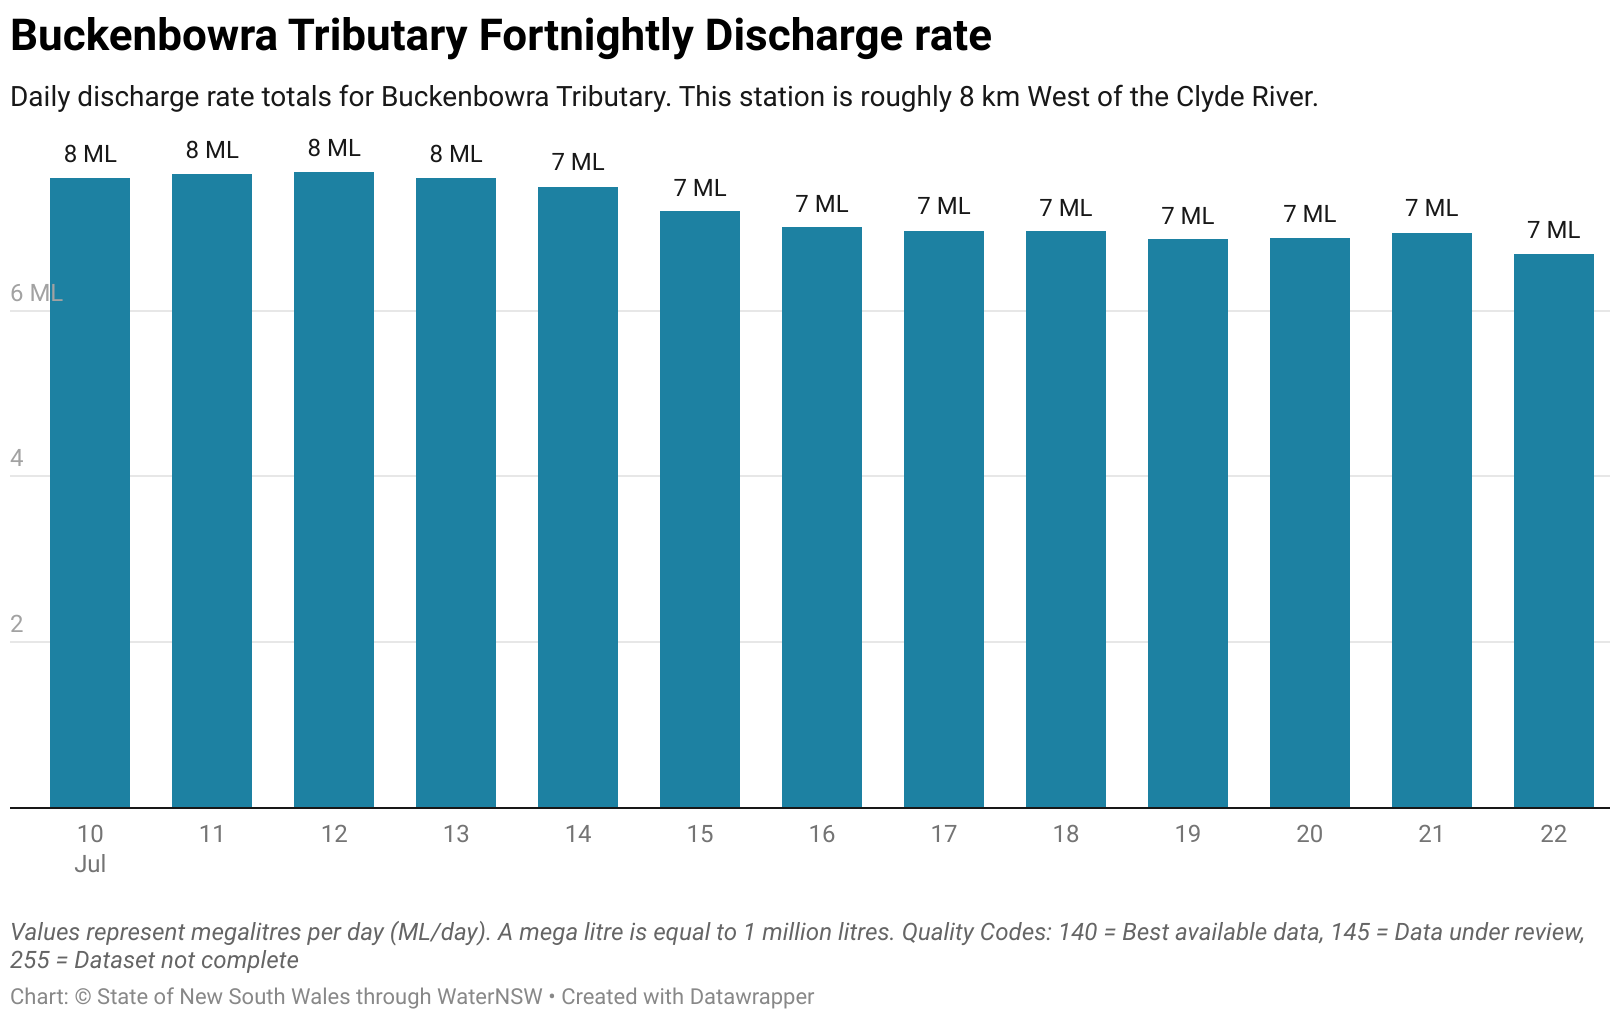 Buckenbowra Tributary Fortnightly Discharge rate
Daily discharge rate totals for Buckenbowra Tributary. This station is roughly 8 km West of the Clyde River.
8 ML 8 ML 8 ML 8 ML 7 ML 7 ML 7 ML 7 ML 7 ML 7 ML 7 ML 7 ML 7 ML
6 ML
4
2
10 11 12 13 14 15 16 17 18 19 20 21 22
Jul
Values represent megalitres per day (ML/day). A mega litre is equal to 1 million litres. Quality Codes: 140 = Best available data, 145 = Data under review,
255 = Dataset not complete
Chart: © State of New South Wales through WaterNSW • Created with Datawrapper